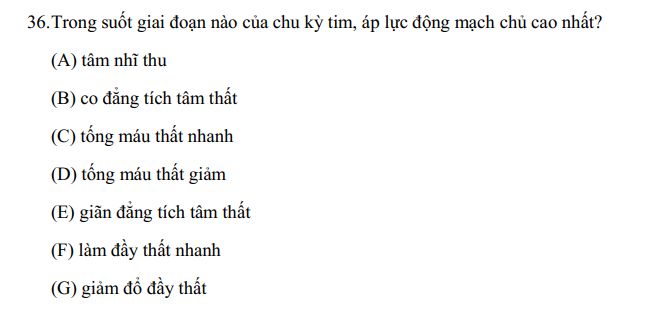 36.Trong suốt giai đoạn nào của chu kỳ tim, áp lực động mạch chủ cao nhất?
(A) tâm nhĩ thu
(B) co đẳng tích tâm thất
(C) tống máu thất nhanh
(D) tống máu thất giảm
(E) giãn đẳng tích tâm thất
(F) làm đầy thất nhanh
(G) giảm đổ đầy thất